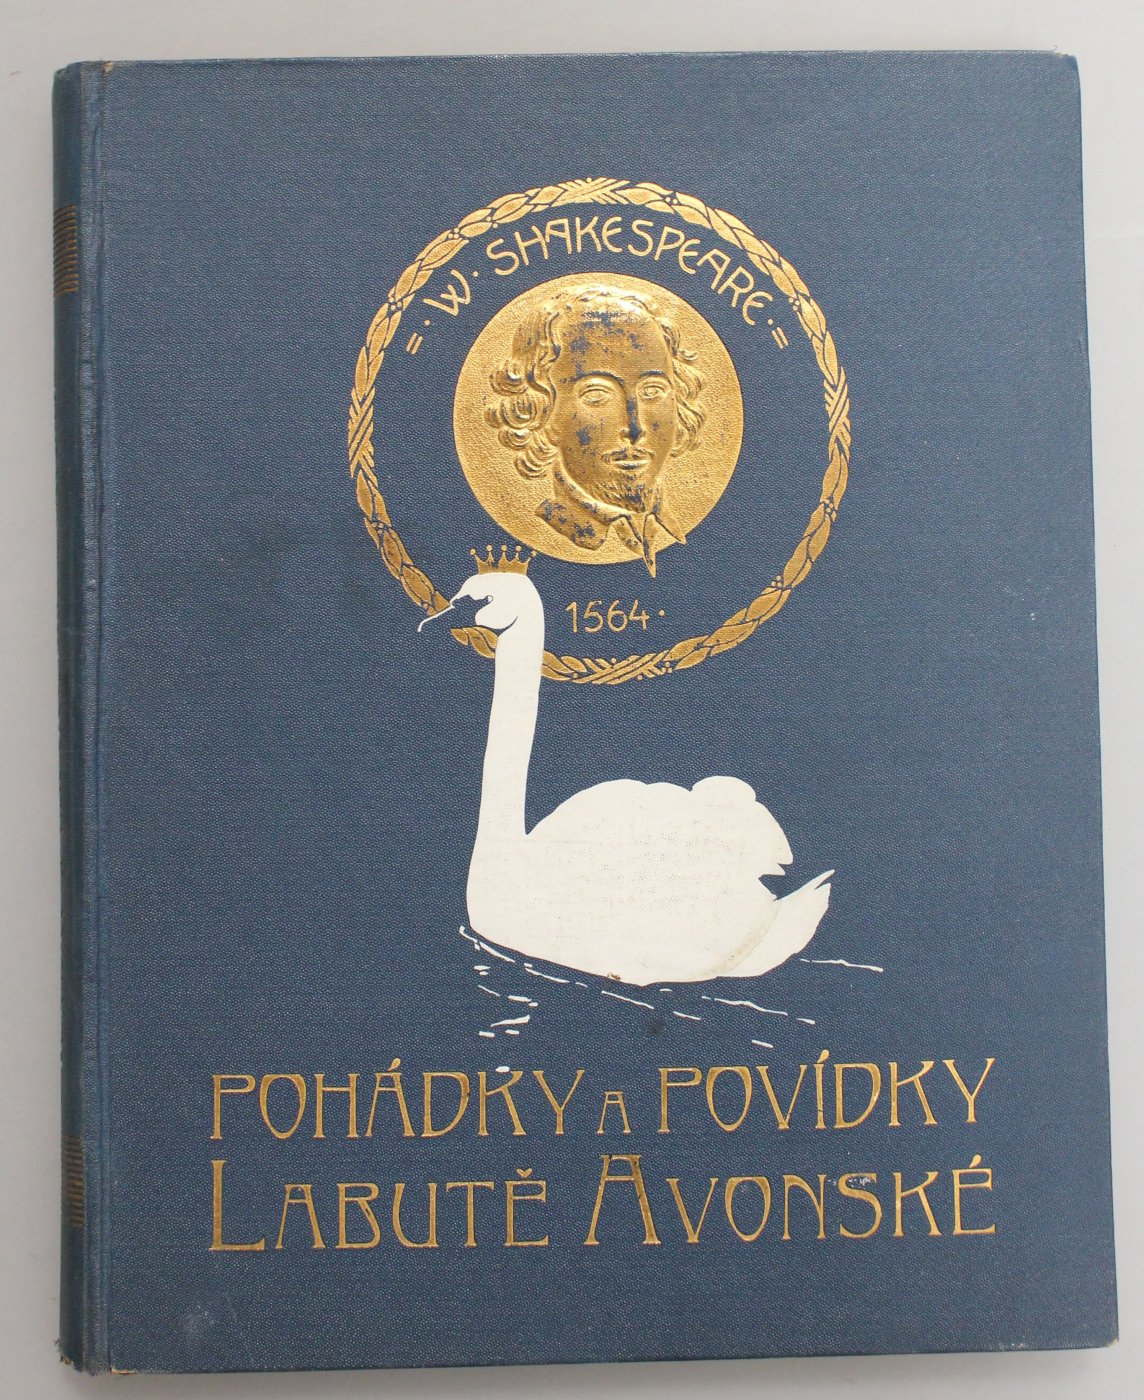 =·W·SHAKESPEARE·=
1564·
POHÁDKY A POVÍDKY
LABUTĚ AVONSKÉ